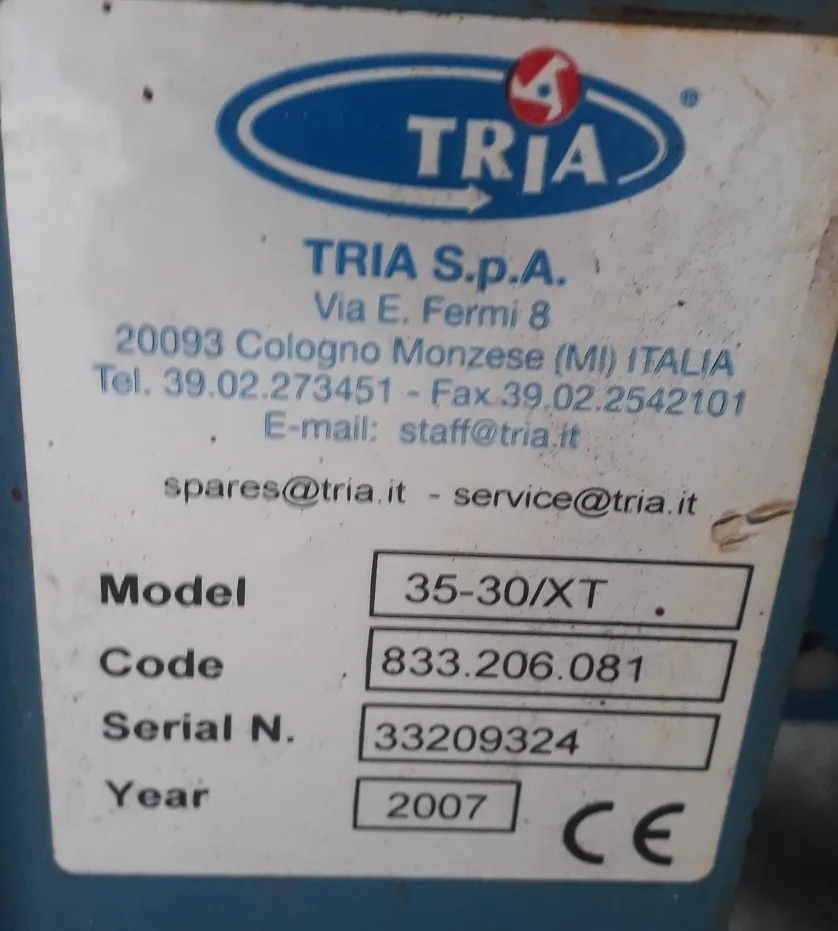 TRIA ®
TRIA S.p.A.
Via E. Fermi 8
20093 Cologno Monzese (MI) ITALIA
Tel. 39.02.273451 - Fax 39.02.2542101
E-mail: staff@tria.it
spares@tria.it - service@tria.it
Model 35-30/XT
Code 833.206.081
Serial N. 33209324
Year 2007 CE